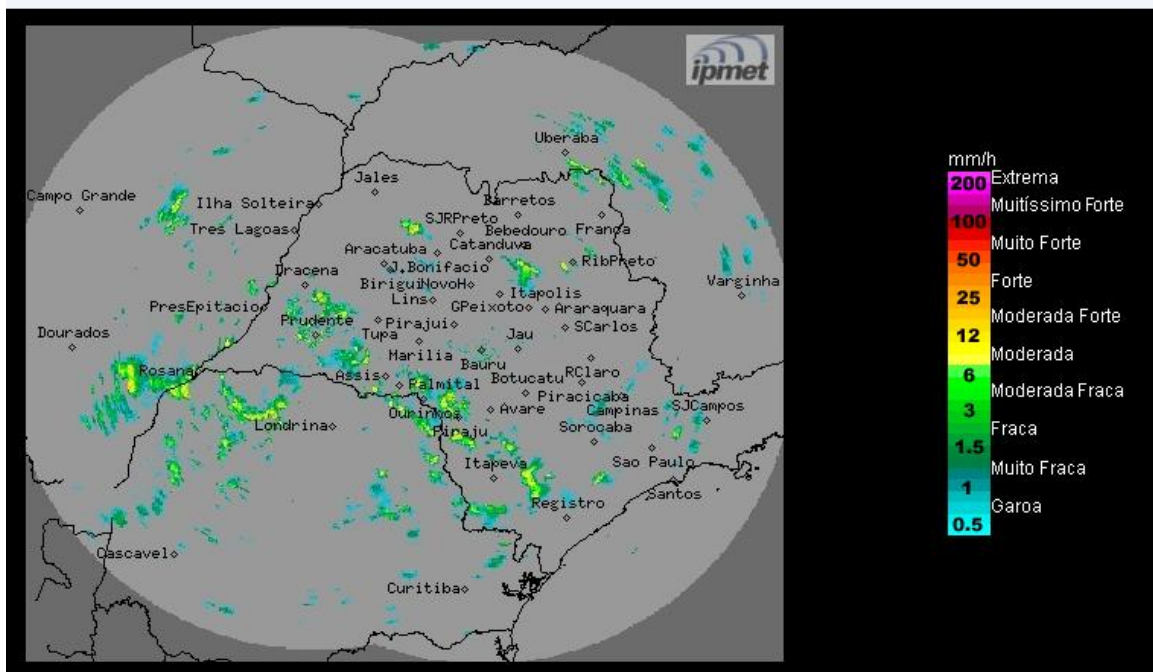 ipmet
Uberaba
Campo Grande
Jales
Ilha Solteira
Barretos
SJRPreto
Tres Lagoas
Bebedouro
Franca
Aracatuba
Catanduva
J.Bonifacio
RibPreto
Dracena
Varginha
Birigui
NovoH
Itapolis
PresEpitacio
Lins
GPeixoto
Araraquara
Prudente
Dourados
Tupa
Pirajui
SCarlos
Jau
Marilia
Bauru
Rosana
Assis
RClaro
Palmital
Botucatu
Piracicaba
Ourinhos
Avare
Campinas
SJCampos
Londrina
Piraju
Sorocaba
Itapeva
Sao Paulo
Registro
Santos
Cascavel
Curitiba
mm/h
200 Extrema
Muitíssimo Forte
100
Muito Forte
50
Forte
25
Moderada Forte
12
Moderada
6
Moderada Fraca
3
Fraca
1.5
Muito Fraca
1
Garoa
0.5